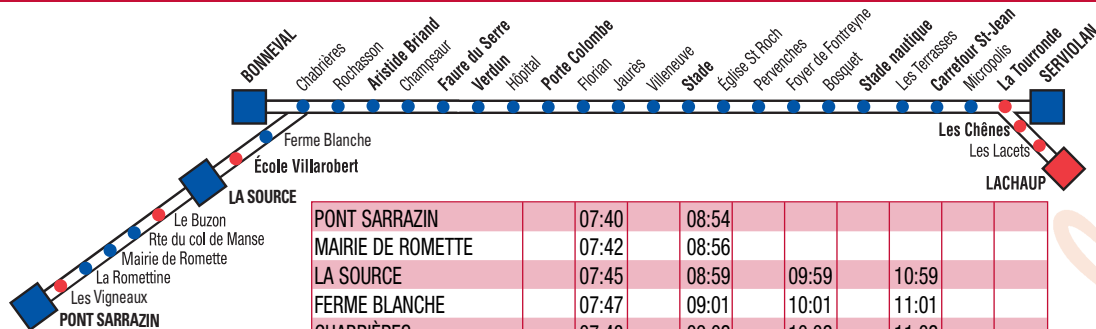 BONNEVAL
Chabrières
Rochasson
Aristide Briand
Champsaur
Faure du Serre
Verdun
Hôpital
Porte Colombe
Florian
Jaurès
Villeneuve
Stade
Église St Roch
Pervenches
Foyer de Fontreyne
Bosquet
Stade nautique
Les Terrasses
Carrefour St-Jean
Micropolis
La Tourronde
SERVIOLAN
Ferme Blanche
École Villarobert
LA SOURCE
Le Buzon
Rte du col de Manse
Mairie de Romette
La Romettine
Les Vigneaux
PONT SARRAZIN
Les Chênes
Les Lacets
LACHAUP
PONT SARRAZIN 07:40 08:54
MAIRIE DE ROMETTE 07:42 08:56
LA SOURCE 07:45 08:59 09:59 10:59
FERME BLANCHE 07:47 09:01 10:01 11:01